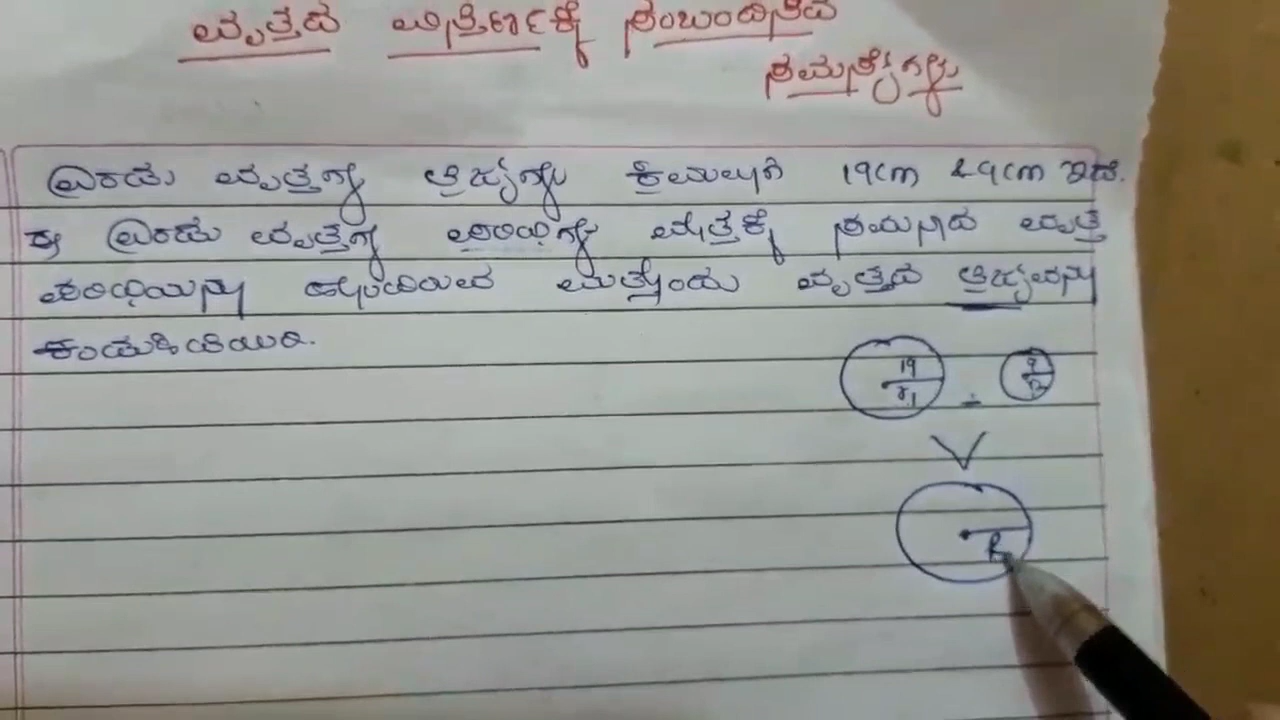 ವೃತ್ತದ ವಿಸ್ತೀರ್ಣಕ್ಕೆ ಸಂಬಂಧಿಸಿದ
ಸಮಸ್ಯೆಗಳು
ಎರಡು ವೃತ್ತಗಳ ತ್ರಿಜ್ಯಗಳು ಕ್ರಮವಾಗಿ 19cm & 9cm ಇದೆ.
ಈ ಎರಡು ವೃತ್ತಗಳ ಪರಿಧಿಗಳ ಮೊತ್ತಕ್ಕೆ ಸಮನಾದ ವೃತ್ತ
ಪರಿಧಿಯನ್ನು ಹೊಂದಿರುವ ಮತ್ತೊಂದು ವೃತ್ತದ ತ್ರಿಜ್ಯವನ್ನು
ಕಂಡುಹಿಡಿಯಿರಿ.
19 9
r1 r2
R